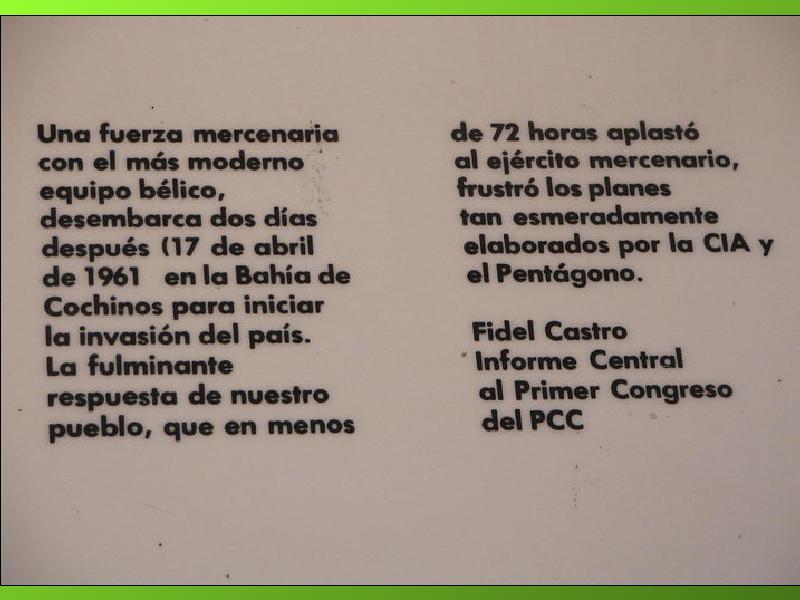 Una fuerza mercenaria
con el más moderno
equipo bélico,
desembarca dos días
después (17 de abril
de 1961 en la Bahía de
Cochinos para iniciar
la invasión del país.
La fulminante
respuesta de nuestro
pueblo, que en menos
de 72 horas aplastó
al ejército mercenario,
frustró los planes
tan esmeradamente
elaborados por la CIA y
el Pentágono.
Fidel Castro
Informe Central
al Primer Congreso
del PCC